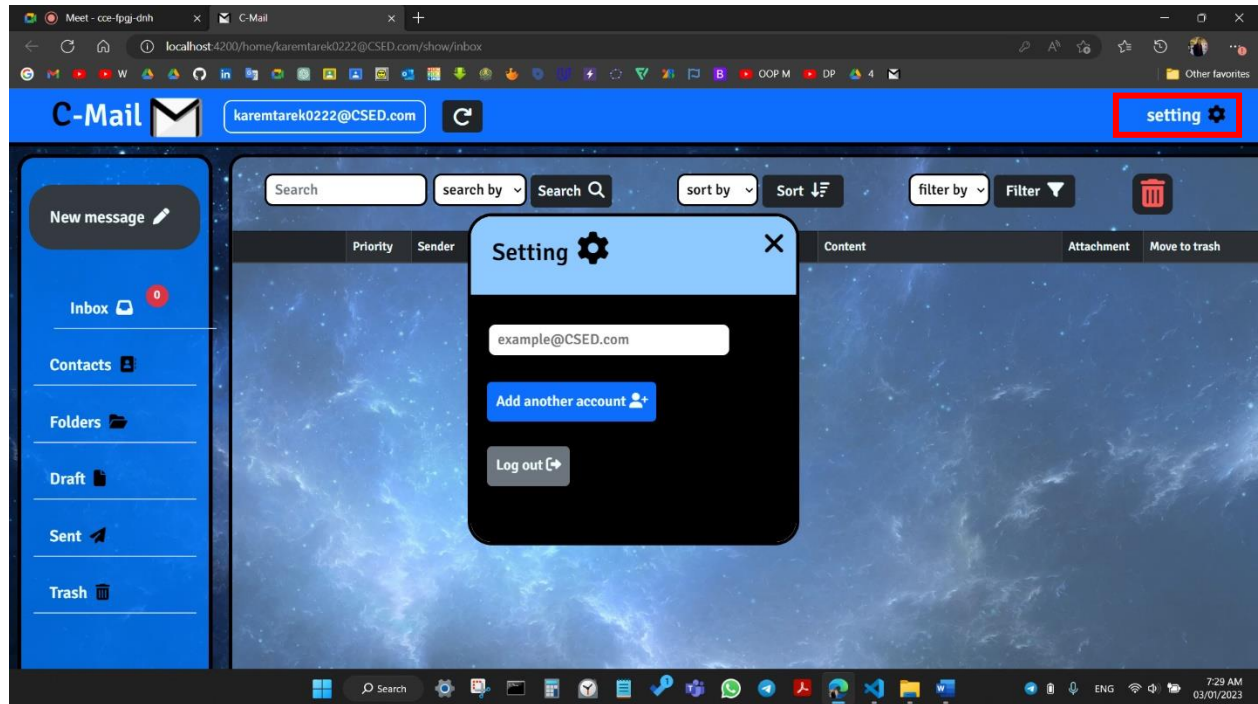 Meet - cce-fpgj-dnh
C-Mail
localhost:4200/home/karemtarek0222@CSED.com/show/inbox
W
OOP M
DP
4
Other favorites
C-Mail
karemtarek0222@CSED.com
setting
Search
search by
Search
sort by
Sort
filter by
Filter
New message
Priority
Sender
Content
Attachment
Move to trash
Setting
Inbox
0
example@CSED.com
Contacts
Add another account
Folders
Log out
Draft
Sent
Trash
Search
ENG
7:29 AM
03/01/2023